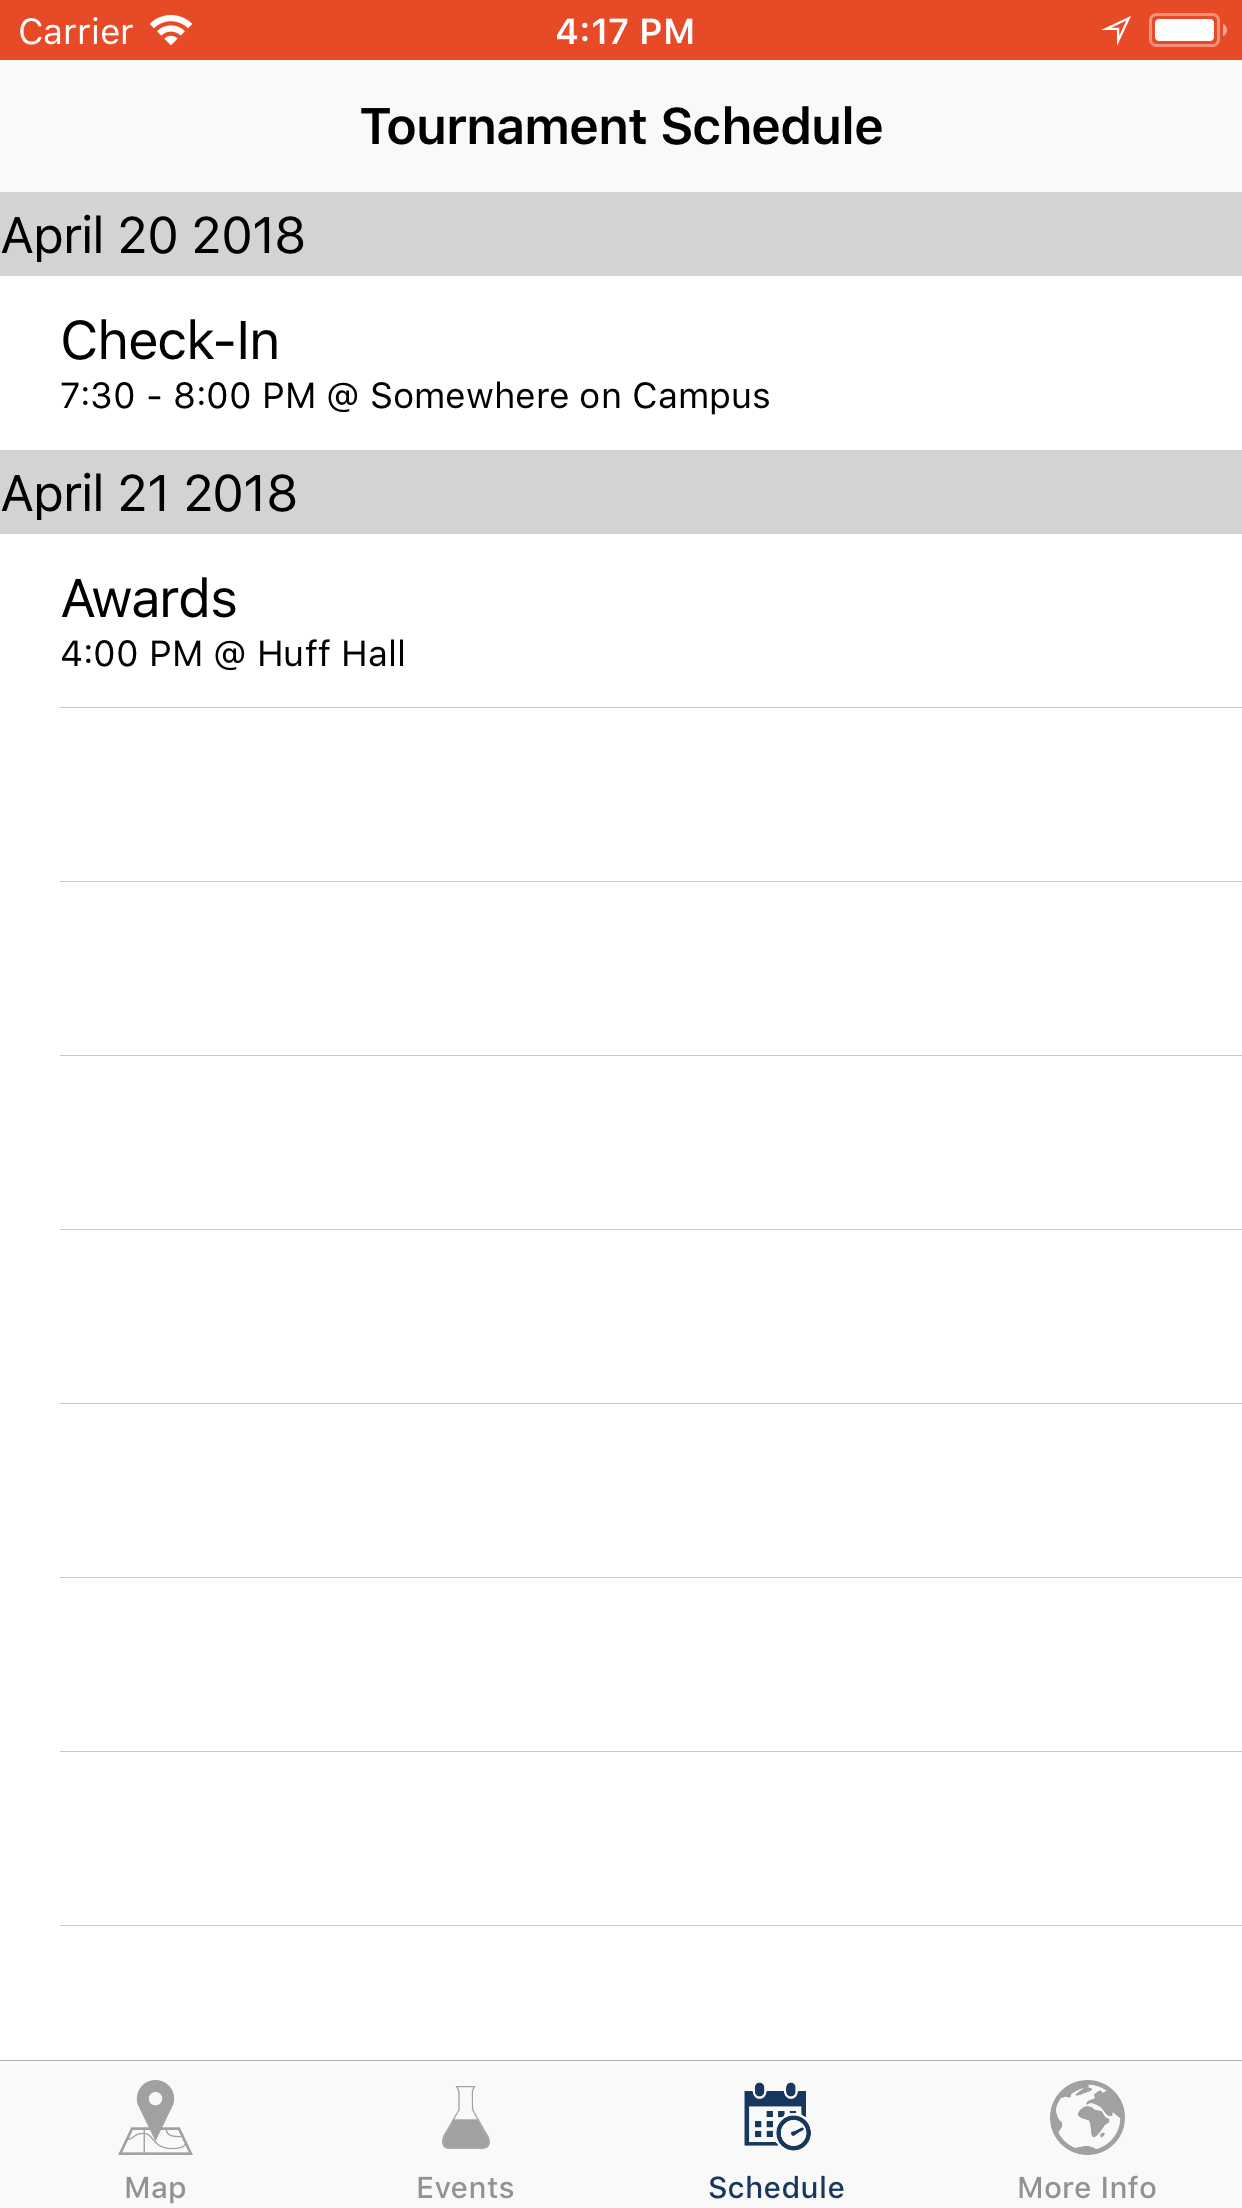 Carrier 4:17 PM
Tournament Schedule
April 20 2018
Check-In
7:30 - 8:00 PM @ Somewhere on Campus
April 21 2018
Awards
4:00 PM @ Huff Hall
Map Events Schedule More Info